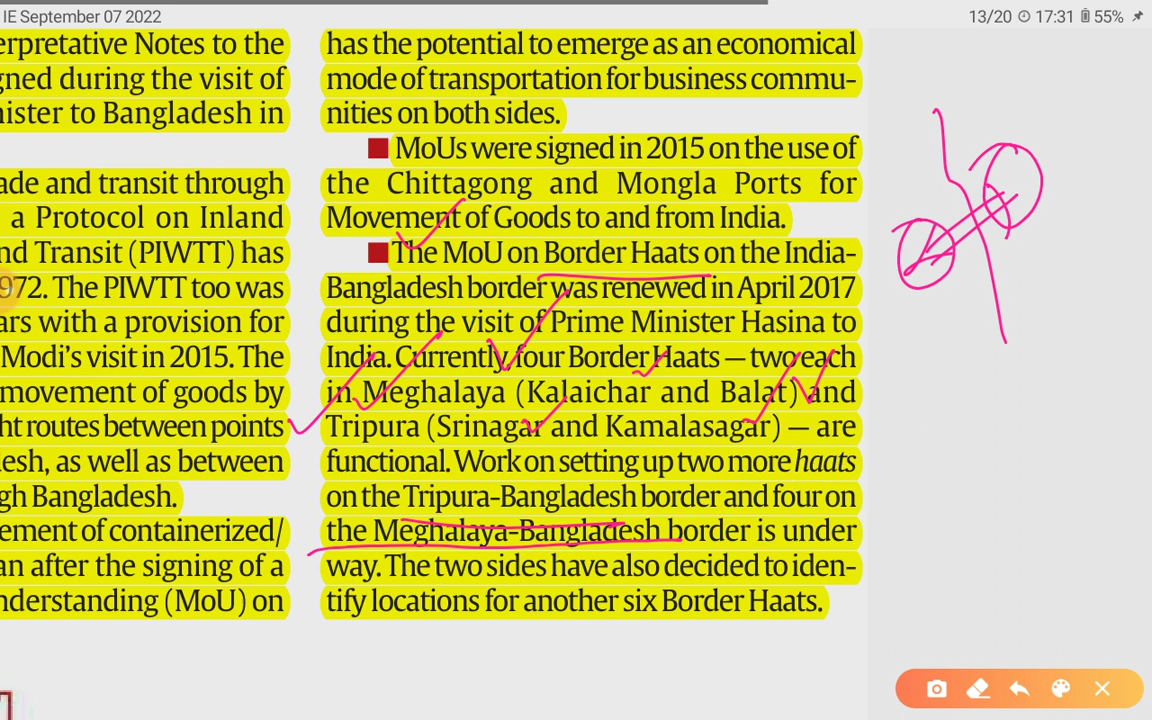 IE September 07 2022
13/20 17:31 55%
erpretative Notes to the
gned during the visit of
nister to Bangladesh in
ade and transit through
a Protocol on Inland
nd Transit (PIWTT) has
972. The PIWTT too was
ars with a provision for
Modi's visit in 2015. The
movement of goods by
ht routes between points
esh, as well as between
gh Bangladesh.
ement of containerized/
an after the signing of a
nderstanding (MoU) on
has the potential to emerge as an economical
mode of transportation for business commu-
nities on both sides.
MoUs were signed in 2015 on the use of
the Chittagong and Mongla Ports for
Movement of Goods to and from India.
The MoU on Border Haats on the India-
Bangladesh border was renewed in April 2017
during the visit of Prime Minister Hasina to
India. Currently, four Border Haats — two each
in Meghalaya (Kalaichar and Balat) and
Tripura (Srinagar and Kamalasagar) — are
functional. Work on setting up two more haats
on the Tripura-Bangladesh border and four on
the Meghalaya-Bangladesh border is under
way. The two sides have also decided to iden-
tify locations for another six Border Haats.